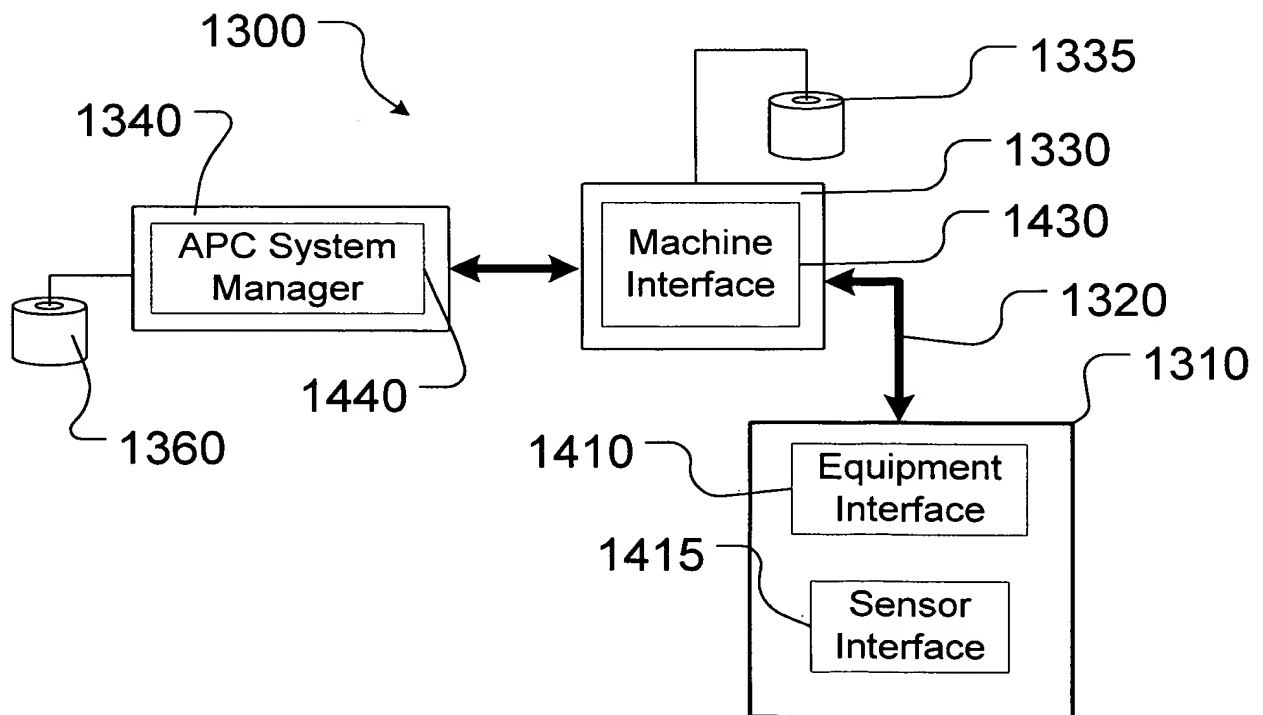 1300
1335
1340
1330
APC System
Manager
Machine
Interface
1430
1320
1310
1440
1360
1410
Equipment
Interface
1415
Sensor
Interface